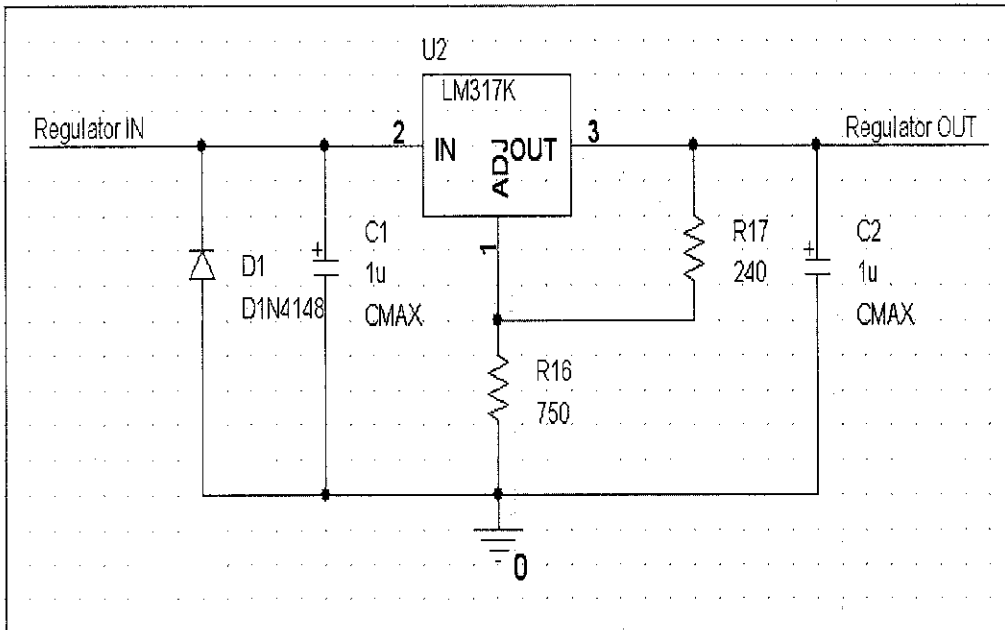 U2
LM317K
Regulator IN
2
IN
ADJ
OUT
3
Regulator OUT
1
D1
D1N4148
C1
1u
CMAX
R17
240
C2
1u
CMAX
R16
750
0